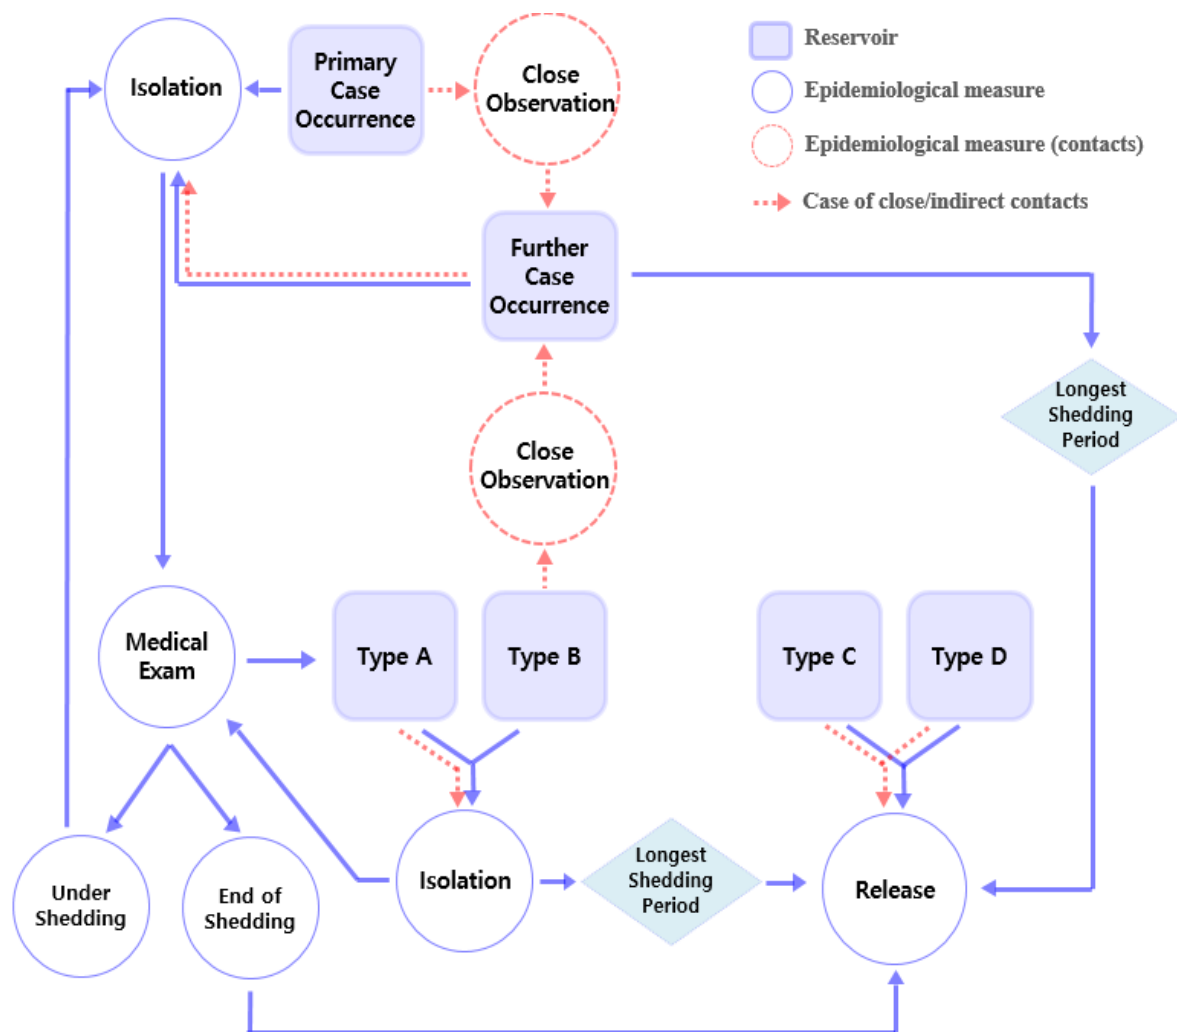 Isolation
Primary
Case
Occurrence
Close
Observation
Reservoir
Epidemiological measure
Epidemiological measure (contacts)
Case of close/indirect contacts
Further
Case
Occurrence
Longest
Shedding
Period
Close
Observation
Medical
Exam
Type A
Type B
Type C
Type D
Under
Shedding
End of
Shedding
Isolation
Longest
Shedding
Period
Release